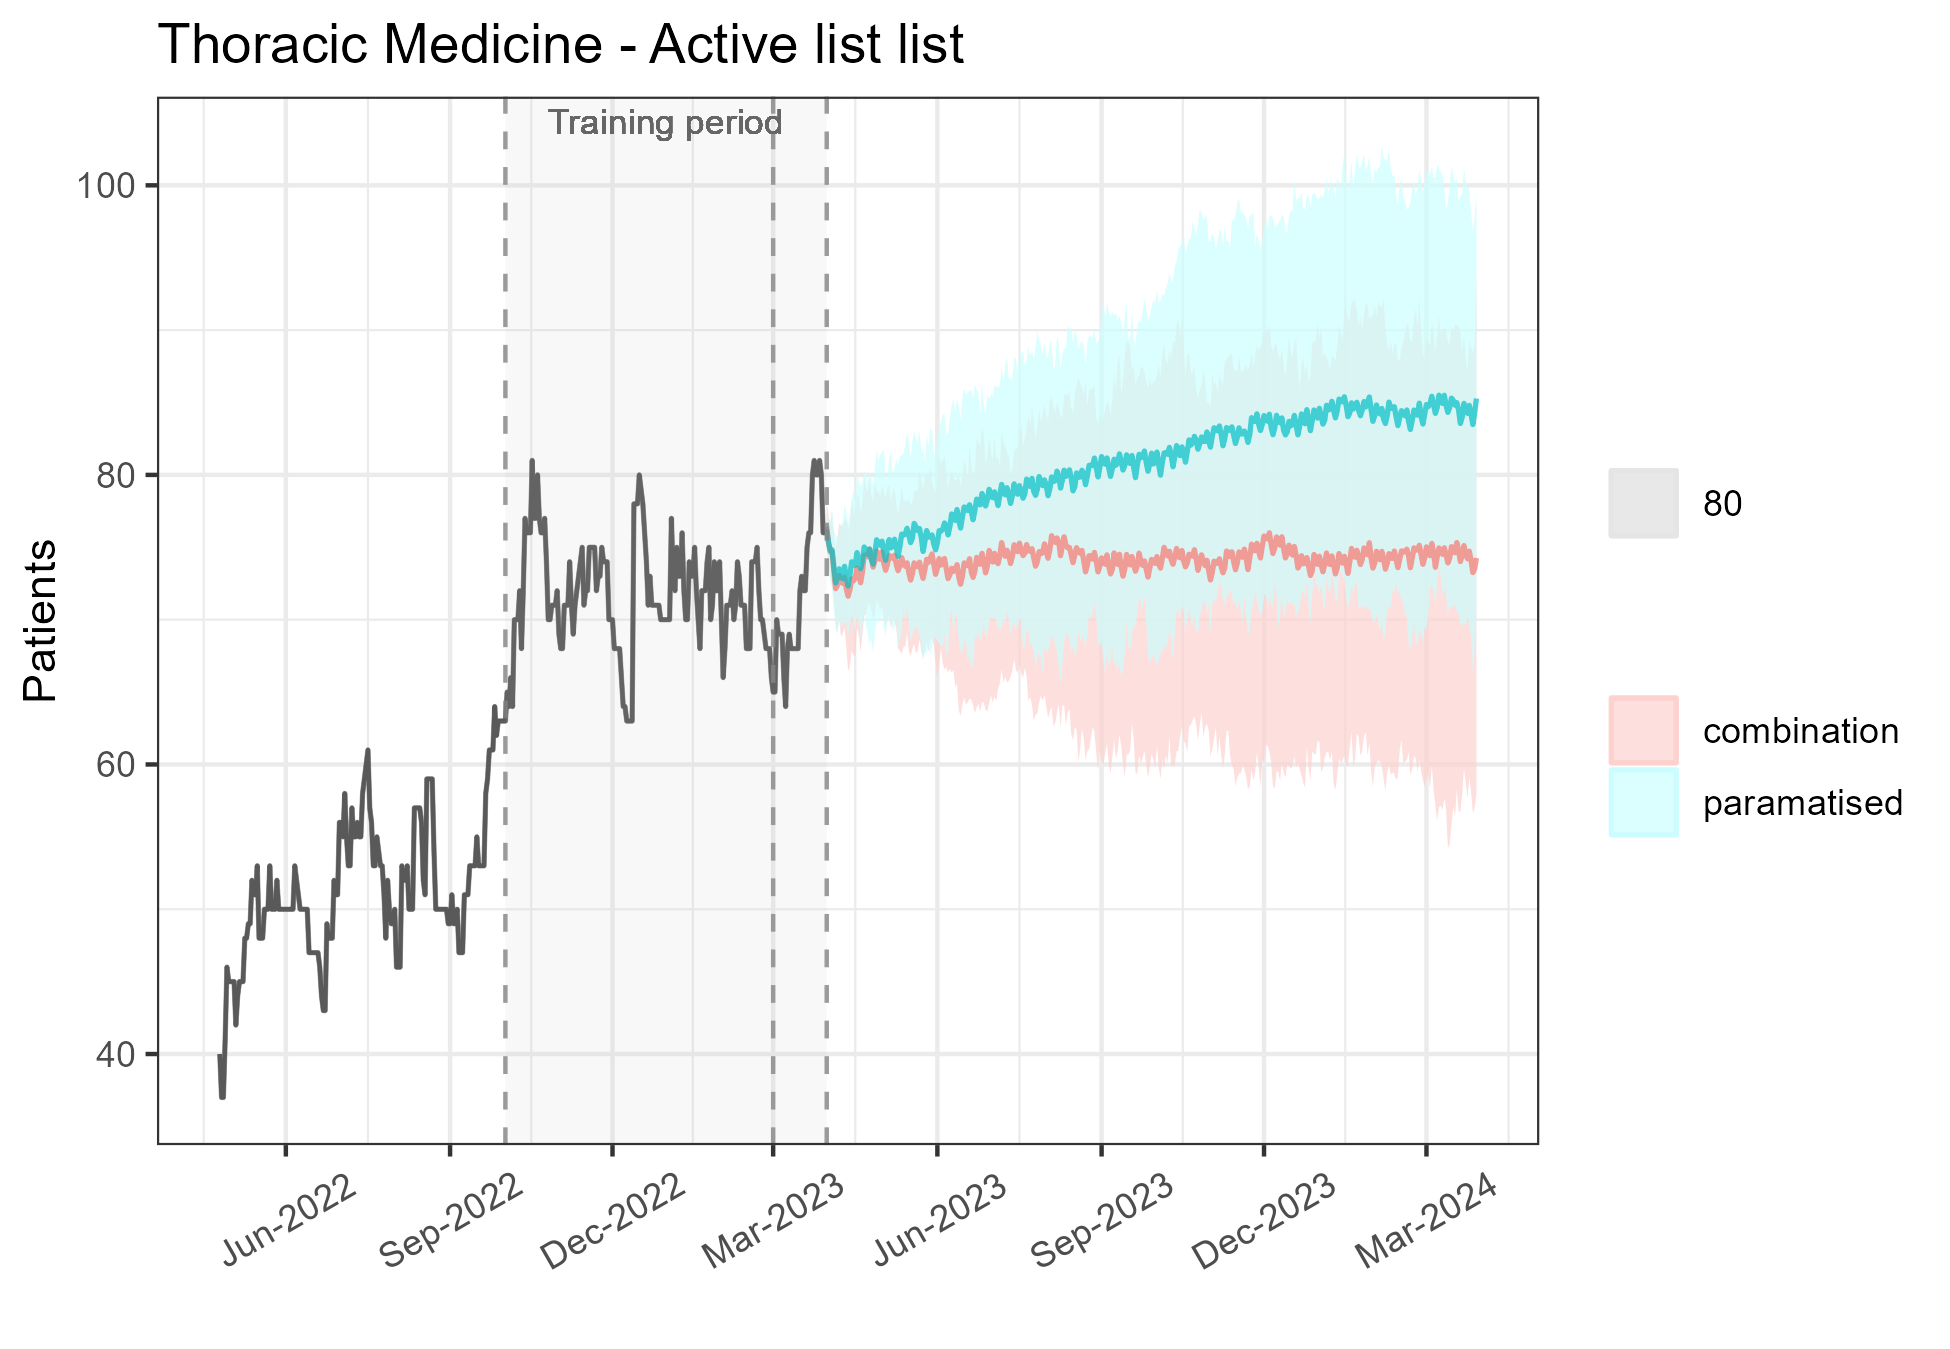 Thoracic Medicine - Active list list
Training period
Patients
100
80
60
40
Jun-2022
Sep-2022
Dec-2022
Mar-2023
Jun-2023
Sep-2023
Dec-2023
Mar-2024
80
combination
paramatised